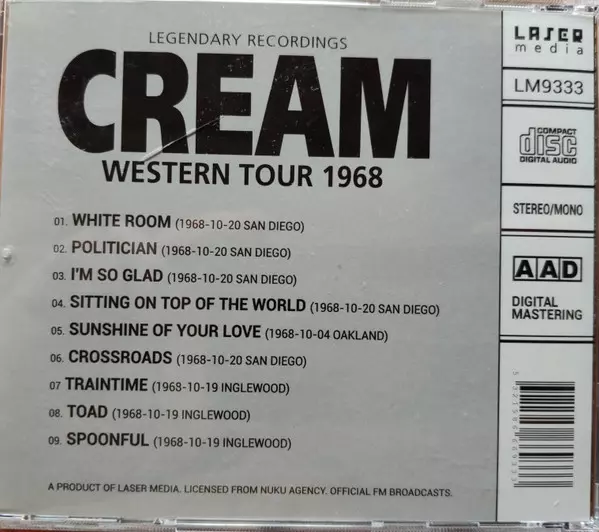 LEGENDARY RECORDINGS
CREAM
WESTERN TOUR 1968
01. WHITE ROOM (1968-10-20 SAN DIEGO)
02. POLITICIAN (1968-10-20 SAN DIEGO)
03. I'M SO GLAD (1968-10-20 SAN DIEGO)
04. SITTING ON TOP OF THE WORLD (1968-10-20 SAN DIEGO)
05. SUNSHINE OF YOUR LOVE (1968-10-04 OAKLAND)
06. CROSSROADS (1968-10-20 SAN DIEGO)
07 TRAINTIME (1968-10-19 INGLEWOOD)
08. TOAD (1968-10-19 INGLEWOOD)
09. SPOONFUL (1968-10-19 INGLEWOOD)
A PRODUCT OF LASER MEDIA. LICENSED FROM NUKU AGENCY. OFFICIAL FM BROADCASTS.
LASER
media
LM9333
COMPACT
disc
DIGITAL AUDIO
STEREO/MONO
AAD
DIGITAL
MASTERING